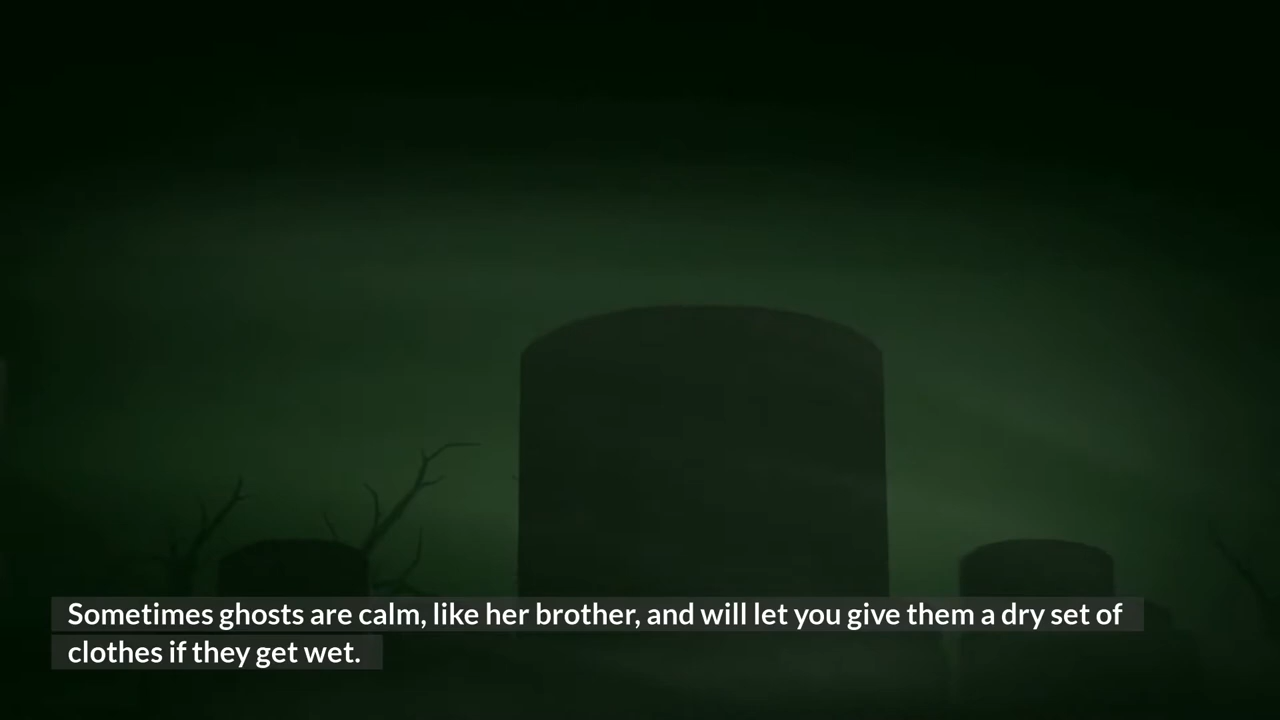 Sometimes ghosts are calm, like her brother, and will let you give them a dry set of
clothes if they get wet.